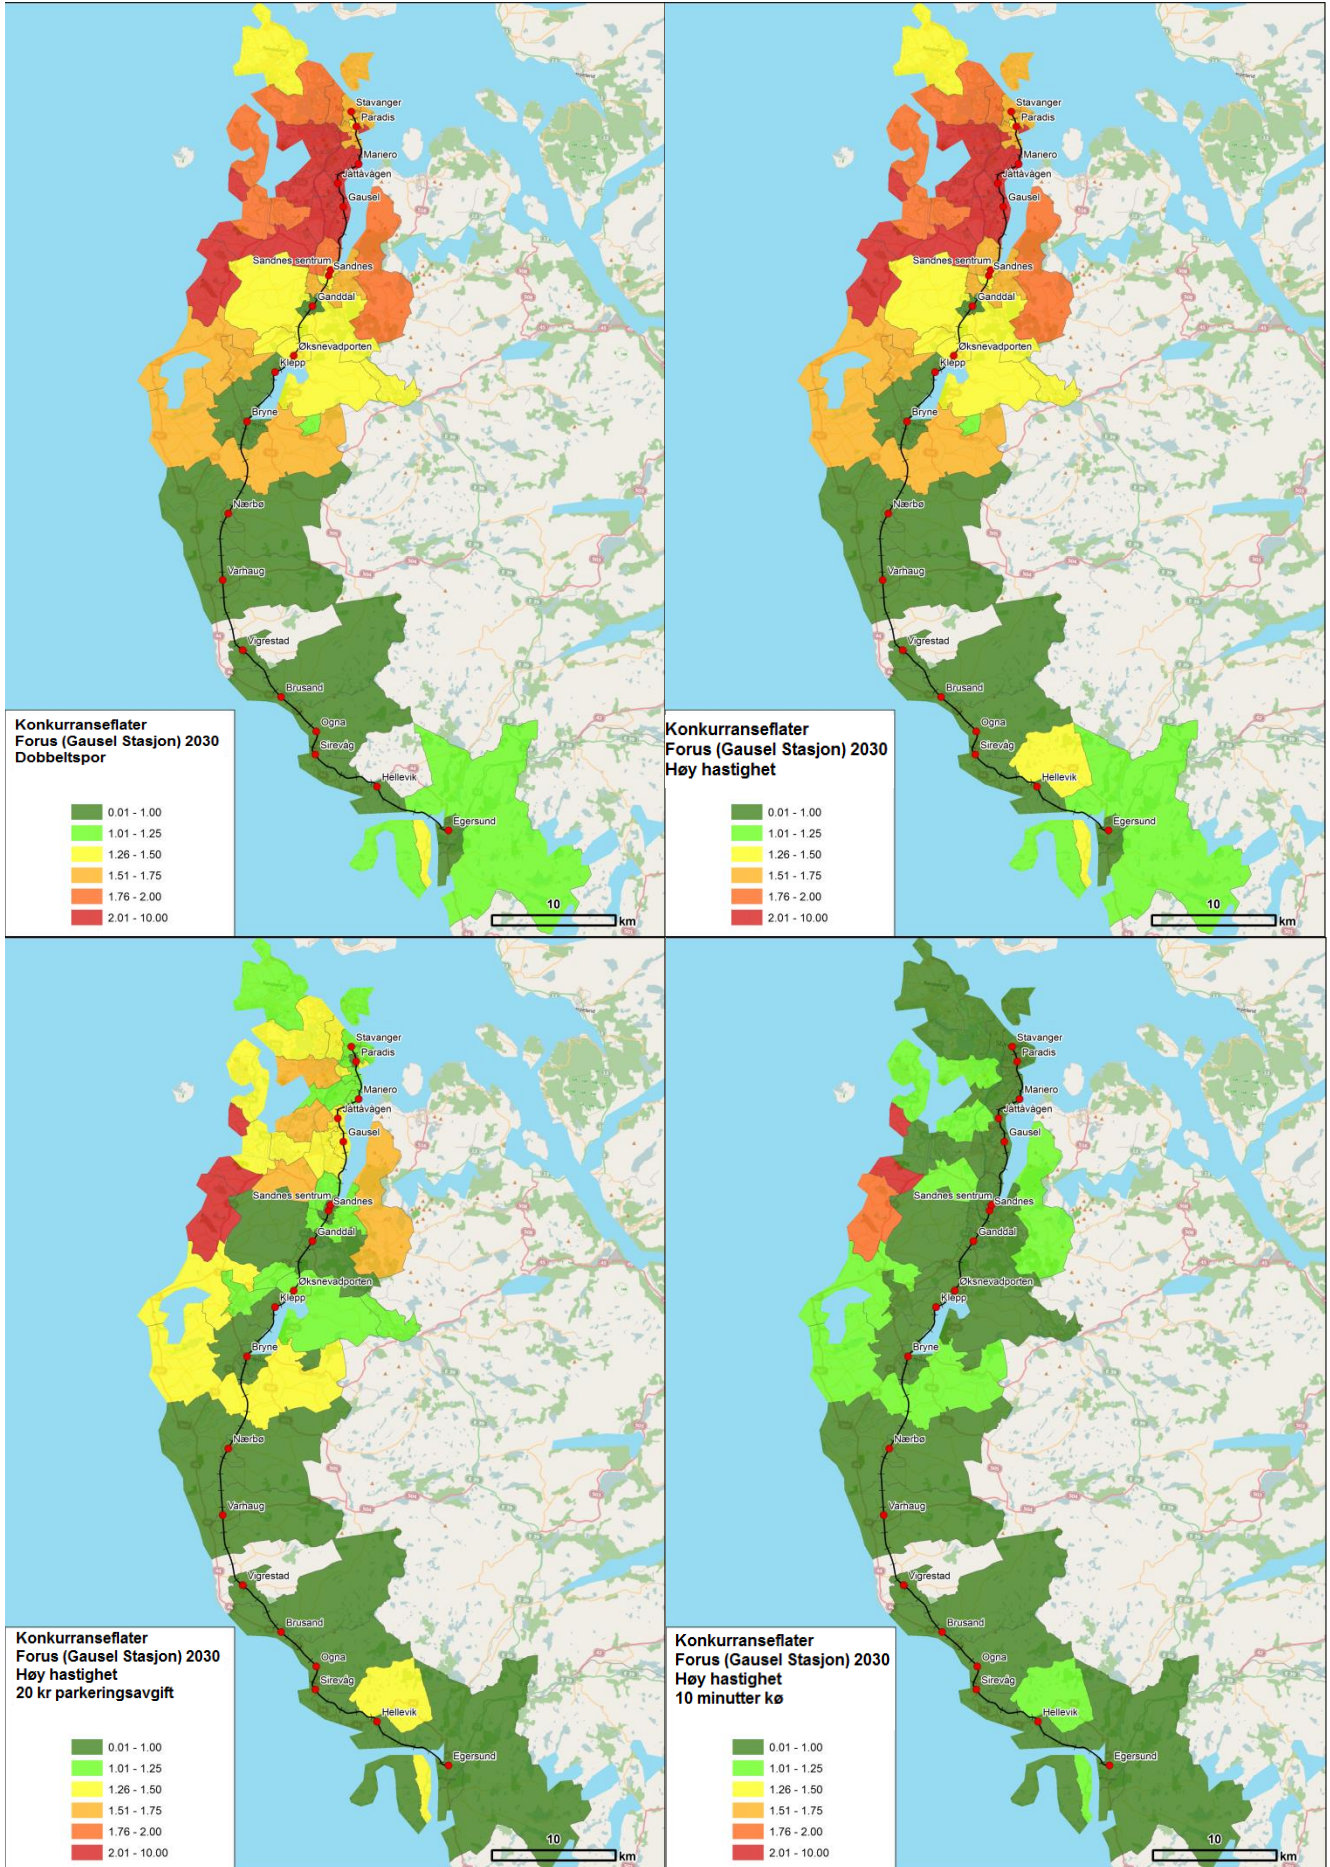 Stavanger
Paradis
Mariero
Jåttåvågen
Gausel
Sandnes sentrum
Sandnes
Ganddal
Øksnevadporten
Klepp
Bryne
Nærbø
Varhaug
Vigrestad
Brusand
Ogna
Sirevåg
Hellevik
Egersund
Konkurranseflater
Forus (Gausel Stasjon) 2030
Dobbeltspor
0.01 - 1.00
1.01 - 1.25
1.26 - 1.50
1.51 - 1.75
1.76 - 2.00
2.01 - 10.00
10
km
Stavanger
Paradis
Mariero
Jåttåvågen
Gausel
Sandnes sentrum
Sandnes
Ganddal
Øksnevadporten
Klepp
Bryne
Nærbø
Varhaug
Vigrestad
Brusand
Ogna
Sirevåg
Hellevik
Egersund
Konkurranseflater
Forus (Gausel Stasjon) 2030
Høy hastighet
0.01 - 1.00
1.01 - 1.25
1.26 - 1.50
1.51 - 1.75
1.76 - 2.00
2.01 - 10.00
10
km
Stavanger
Paradis
Mariero
Jåttåvågen
Gausel
Sandnes sentrum
Sandnes
Ganddal
Øksnevadporten
Klepp
Bryne
Nærbø
Varhaug
Vigrestad
Brusand
Ogna
Sirevåg
Hellevik
Egersund
Konkurranseflater
Forus (Gausel Stasjon) 2030
Høy hastighet
20 kr parkeringsavgift
0.01 - 1.00
1.01 - 1.25
1.26 - 1.50
1.51 - 1.75
1.76 - 2.00
2.01 - 10.00
10
km
Stavanger
Paradis
Mariero
Jåttåvågen
Gausel
Sandnes sentrum
Sandnes
Ganddal
Øksnevadporten
Klepp
Bryne
Nærbø
Varhaug
Vigrestad
Brusand
Ogna
Sirevåg
Hellevik
Egersund
Konkurranseflater
Forus (Gausel Stasjon) 2030
Høy hastighet
10 minutter kø
0.01 - 1.00
1.01 - 1.25
1.26 - 1.50
1.51 - 1.75
1.76 - 2.00
2.01 - 10.00
10
km